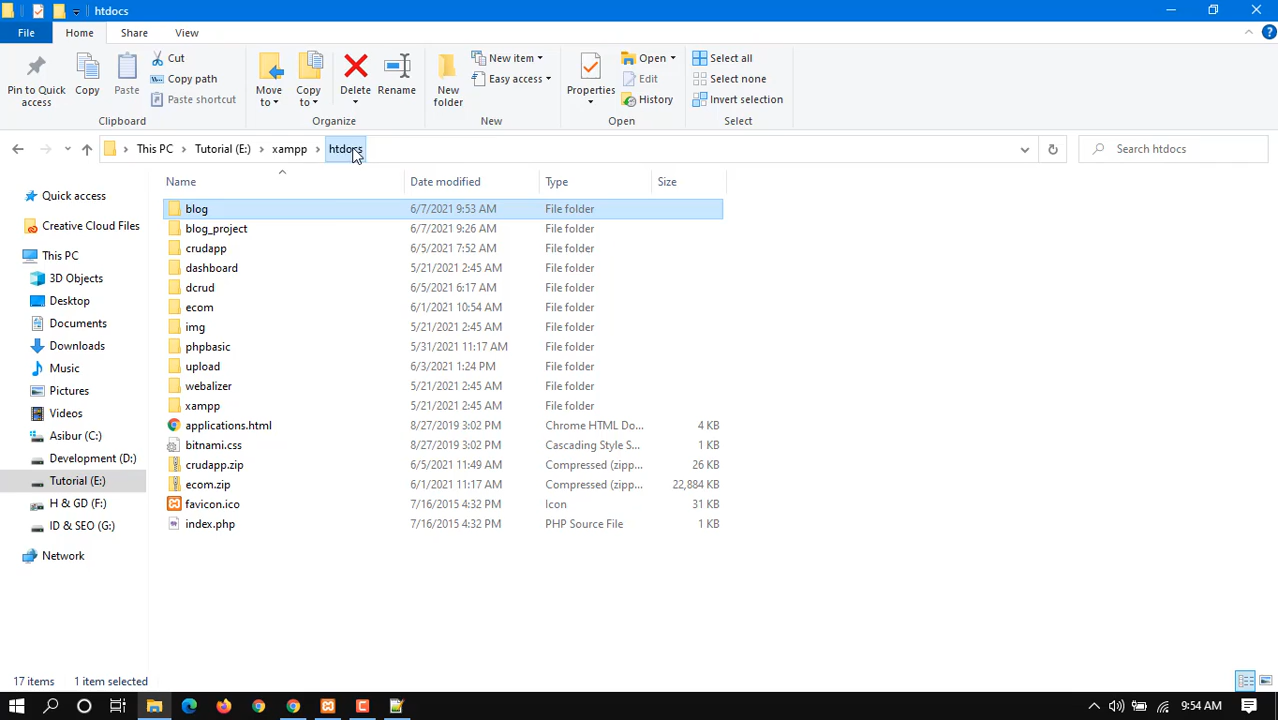 htdocs
File Home Share View
Pin to Quick access
Copy
Paste
Cut
Copy path
Paste shortcut
Clipboard
Move to
Copy to
Delete
Rename
Organize
New folder
New item
Easy access
New
Properties
Open
Edit
History
Open
Select all
Select none
Invert selection
Select
This PC Tutorial (E:) xampp htdocs
Search htdocs
Quick access
Creative Cloud Files
This PC
3D Objects
Desktop
Documents
Downloads
Music
Pictures
Videos
Asibur (C:)
Development (D:)
Tutorial (E:)
H & GD (F:)
ID & SEO (G:)
Network
Name Date modified Type Size
blog 6/7/2021 9:53 AM File folder
blog_project 6/7/2021 9:26 AM File folder
crudapp 6/5/2021 7:52 AM File folder
dashboard 5/21/2021 2:45 AM File folder
dcrud 6/5/2021 6:17 AM File folder
ecom 6/1/2021 10:54 AM File folder
img 5/21/2021 2:45 AM File folder
phpbasic 5/31/2021 11:17 AM File folder
upload 6/3/2021 1:24 PM File folder
webalizer 5/21/2021 2:45 AM File folder
xampp 5/21/2021 2:45 AM File folder
applications.html 8/27/2019 3:02 PM Chrome HTML Do... 4 KB
bitnami.css 8/27/2019 3:02 PM Cascading Style S... 1 KB
crudapp.zip 6/5/2021 11:49 AM Compressed (zipp... 26 KB
ecom.zip 6/1/2021 11:17 AM Compressed (zipp... 22,884 KB
favicon.ico 7/16/2015 4:32 PM Icon 31 KB
index.php 7/16/2015 4:32 PM PHP Source File 1 KB
17 items 1 item selected
9:54 AM